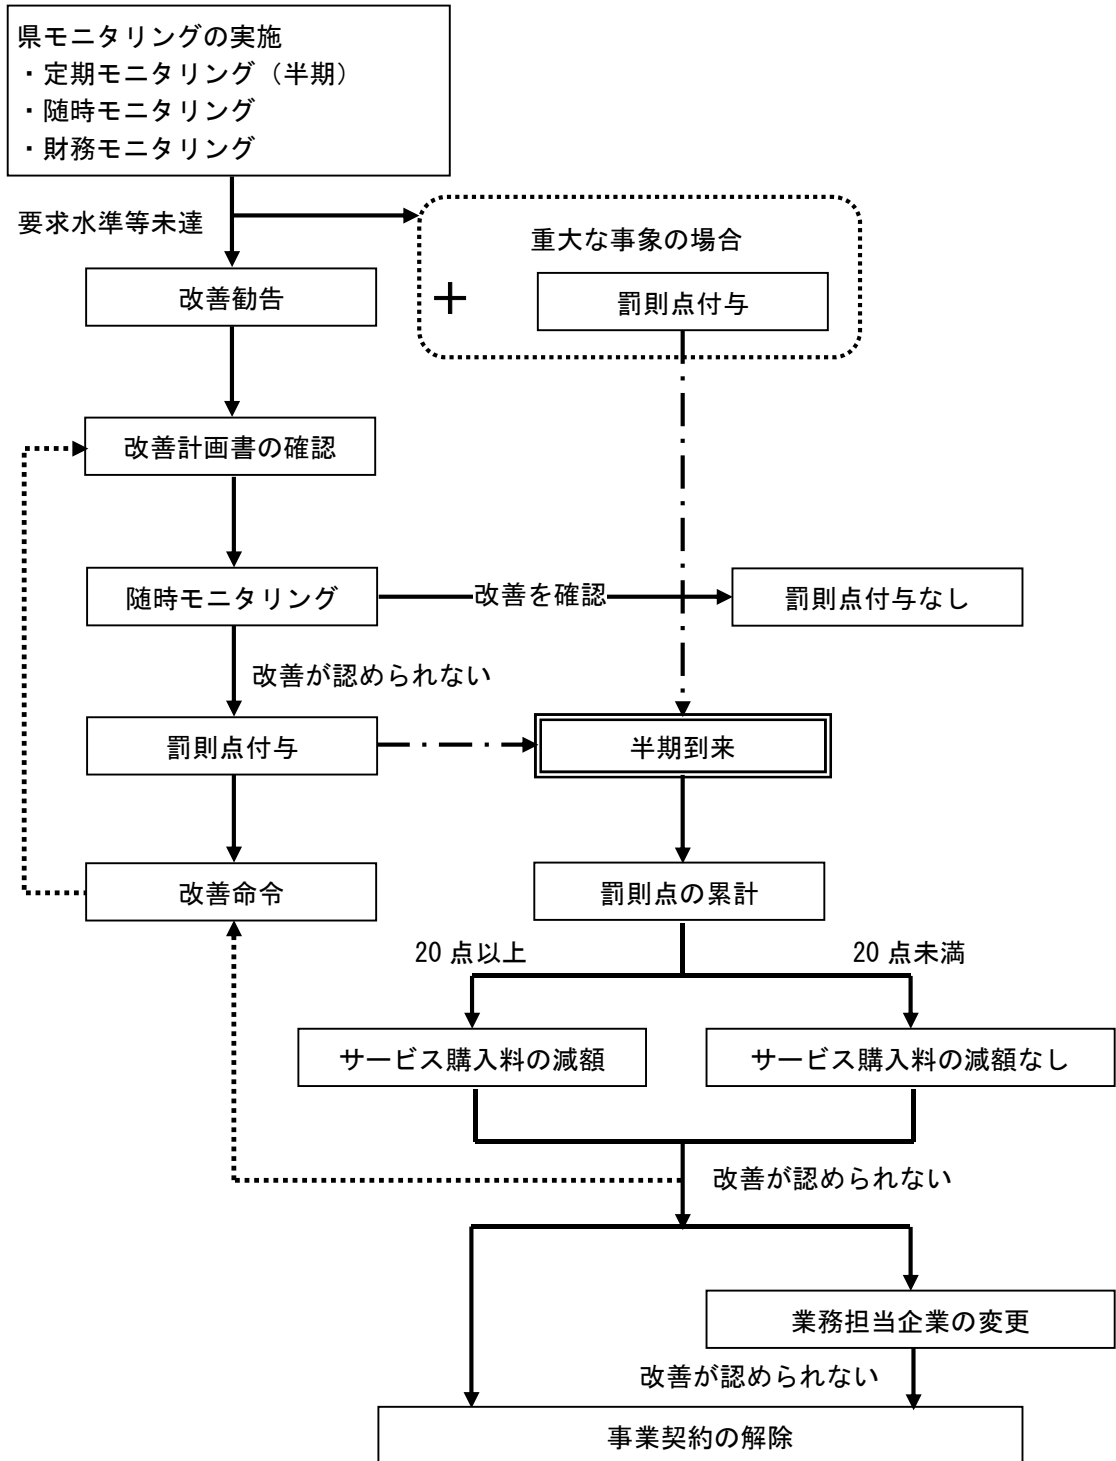 県モニタリングの実施
・定期モニタリング（半期）
・随時モニタリング
・財務モニタリング
要求水準等未達
重大な事象の場合
改善勧告
＋
罰則点付与
改善計画書の確認
随時モニタリング
改善を確認
罰則点付与なし
改善が認められない
罰則点付与
半期到来
改善命令
罰則点の累計
20 点以上
20 点未満
サービス購入料の減額
サービス購入料の減額なし
改善が認められない
業務担当企業の変更
改善が認められない
事業契約の解除